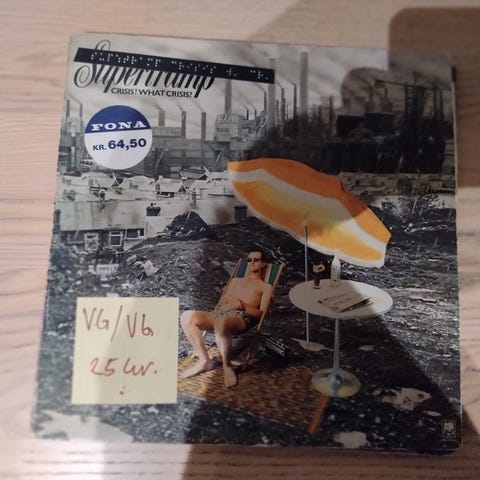 Supertramp
CRISIS? WHAT CRISIS?
FONA
KR. 64,50
VG/VG
25 kr.
A&M